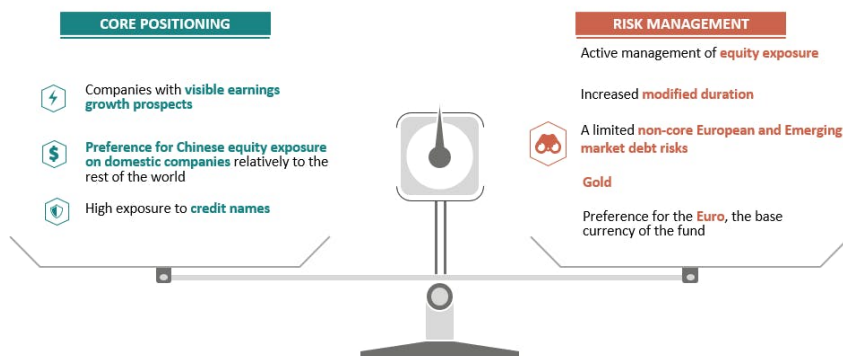 CORE POSITIONING
Companies with visible earnings
growth prospects
Preference for Chinese equity exposure
on domestic companies relatively to the
rest of the world
High exposure to credit names
RISK MANAGEMENT
Active management of equity exposure
Increased modified duration
A limited non-core European and Emerging
market debt risks
Gold
Preference for the Euro, the base
currency of the fund